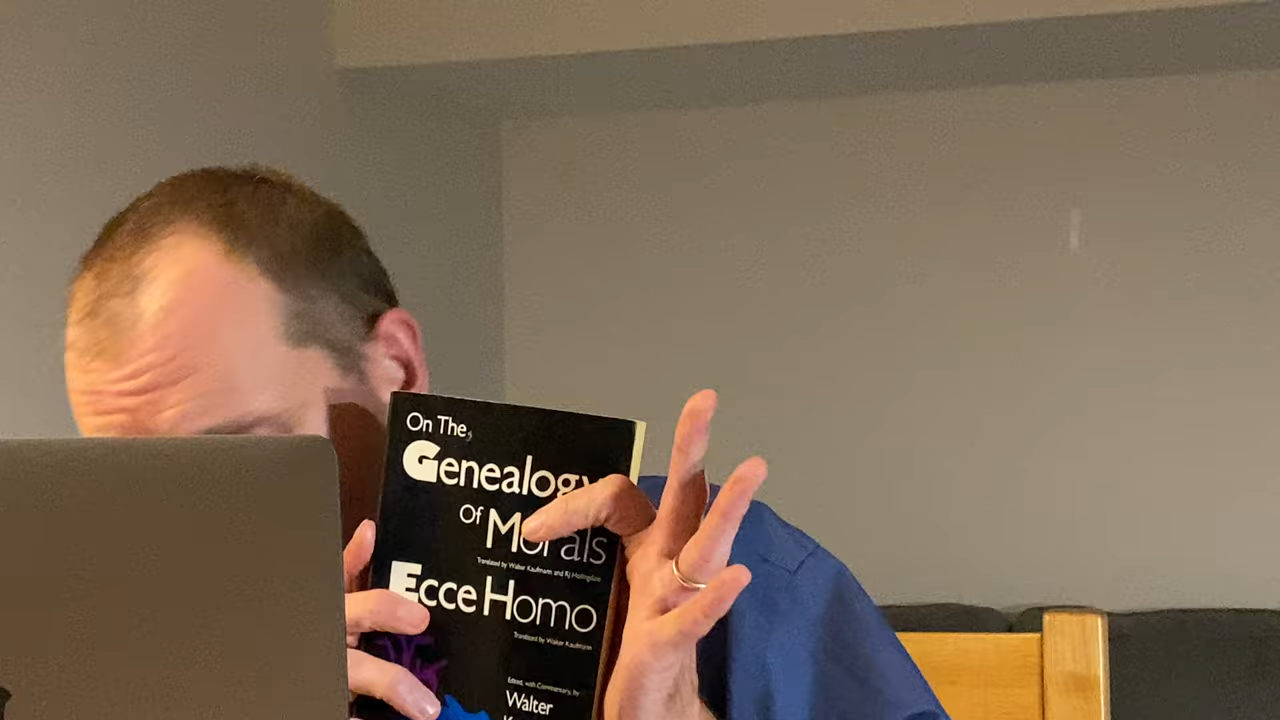 On The
Genealogy
Of Morals
Translated by Walter Kaufmann and RJ Hollingdale
Ecce Homo
Translated by Walter Kaufmann
Edited, with Commentary, by
Walter